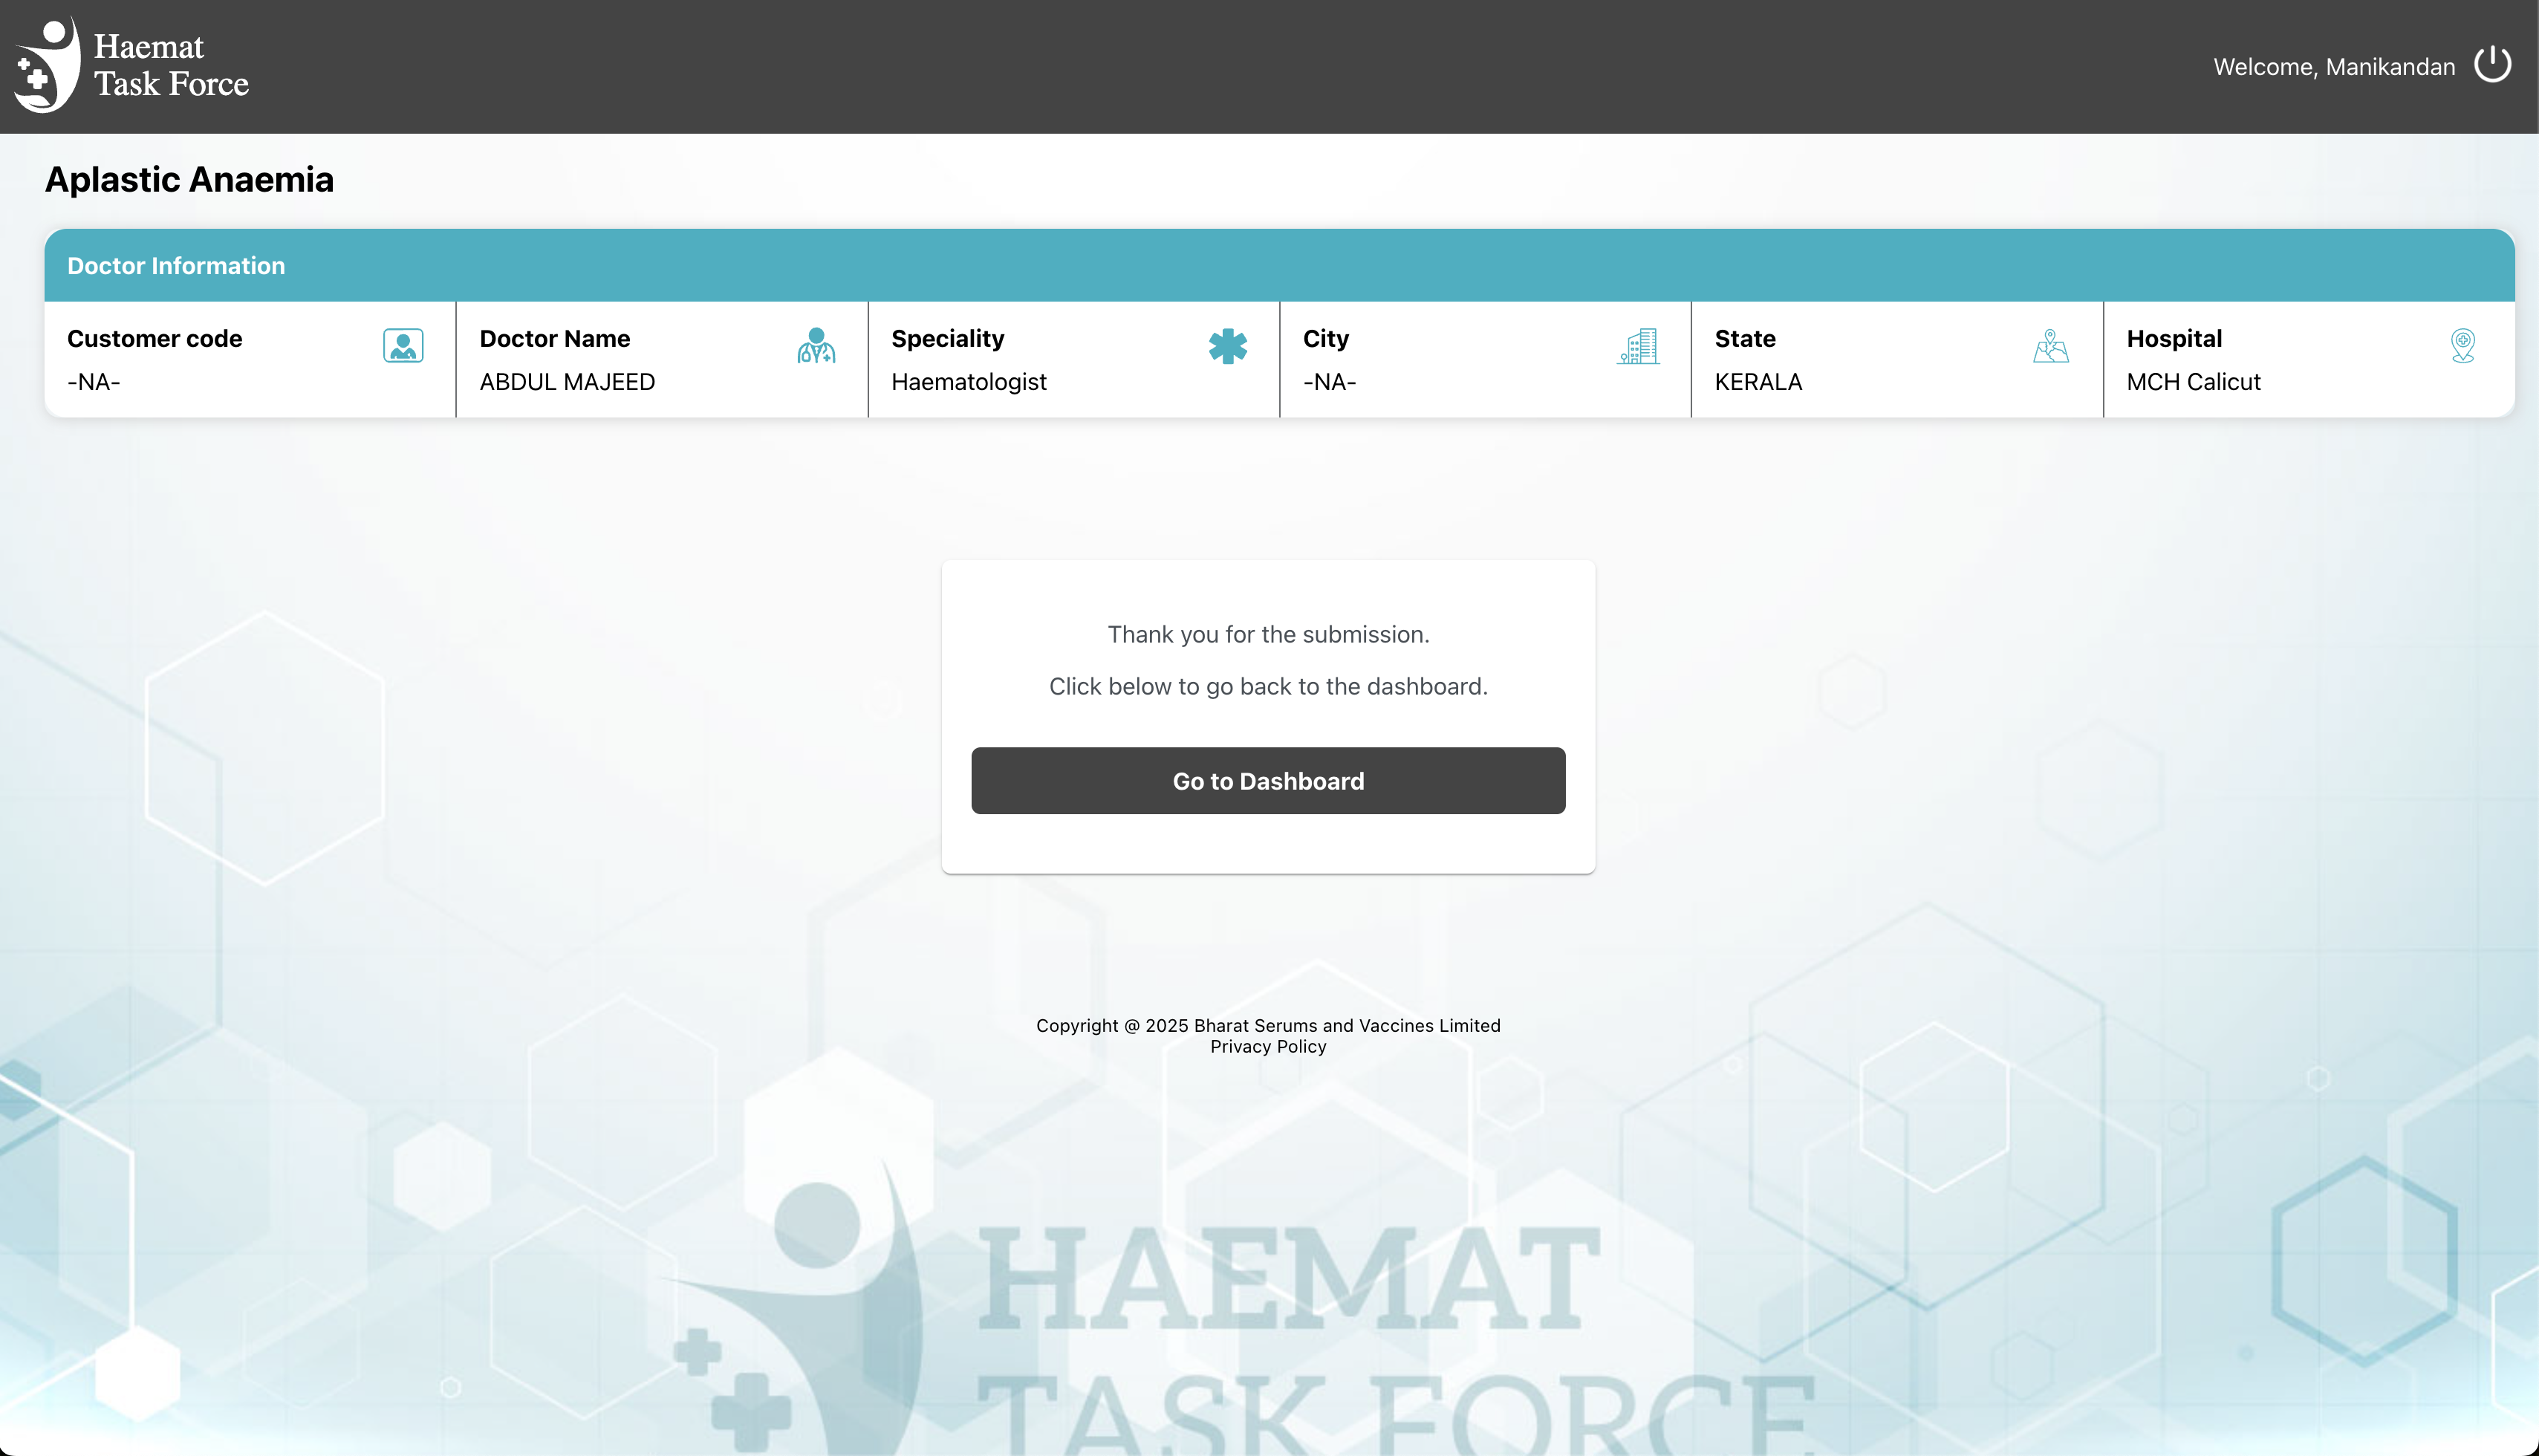 Haemat
Task Force
Welcome, Manikandan
Aplastic Anaemia
Doctor Information
Customer code
-NA-
Doctor Name
ABDUL MAJEED
Speciality
Haematologist
City
-NA-
State
KERALA
Hospital
MCH Calicut
Thank you for the submission.
Click below to go back to the dashboard.
Go to Dashboard
Copyright @ 2025 Bharat Serums and Vaccines Limited
Privacy Policy
HAEMAT
TASK FORCE